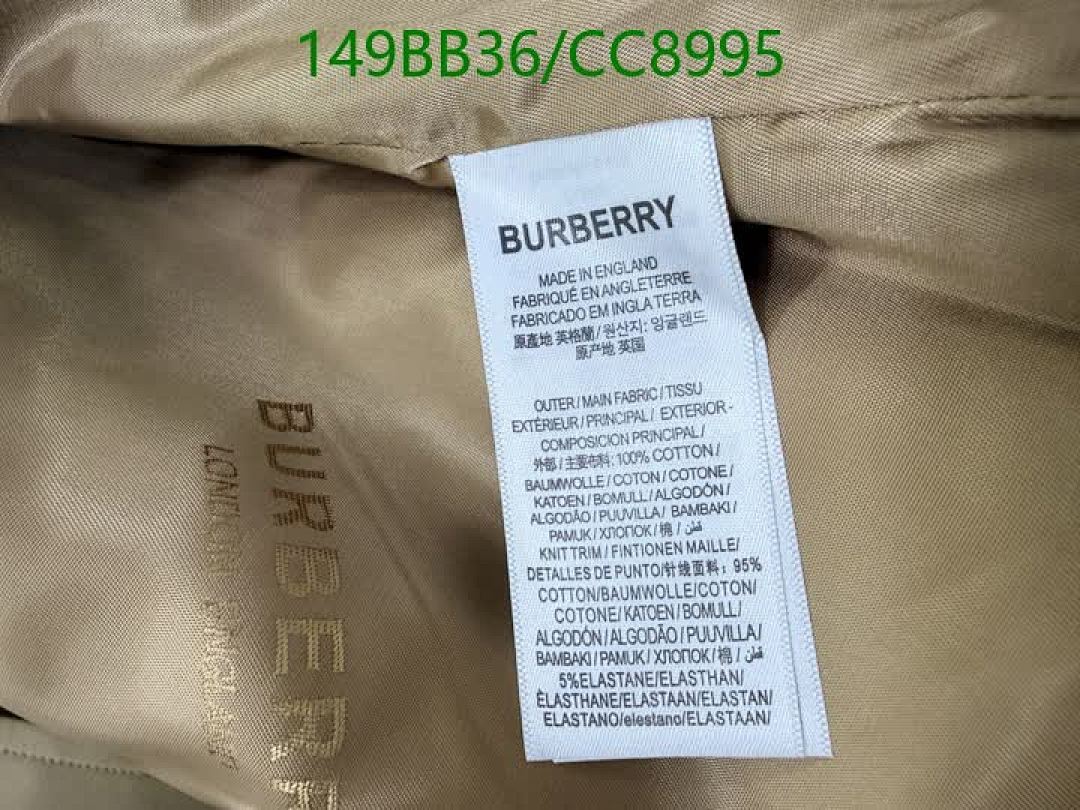 149BB36/CC8995
BURBERRY
MADE IN ENGLAND
FABRIQUÉ EN ANGLETERRE
FABRICADO EM INGLA TERRA
原產地 英格蘭 / 원산지: 잉글랜드
原产地 英国
OUTER / MAIN FABRIC / TISSU
EXTÉRIEUR / PRINCIPAL / EXTERIOR -
COMPOSICION PRINCIPAL /
外部 / 主要布料: 100% COTTON /
BAUMWOLLE / COTON / COTONE /
KATOEN / BOMULL / ALGODÓN /
ALGODÃO / PUUVILLA / BAMBAKI /
PAMUK / ХЛОПОК / 棉 / قطن
KNIT TRIM / FINTIONEN MAILLE/
DETALLES DE PUNTO/针线面料: 95%
COTTON/BAUMWOLLE/COTON/
COTONE/KATOEN/BOMULL/
ALGODÓN/ALGODÃO/PUUVILLA/
BAMBAKI/PAMUK/ХЛОПОК/棉/قطن
5%ELASTANE/ELASTHAN/
ÈLASTHANE/ELASTAAN/ELASTAN/
ELASTANO/elestano/ELASTAAN/
BURBERR
LONDON ENGLAND